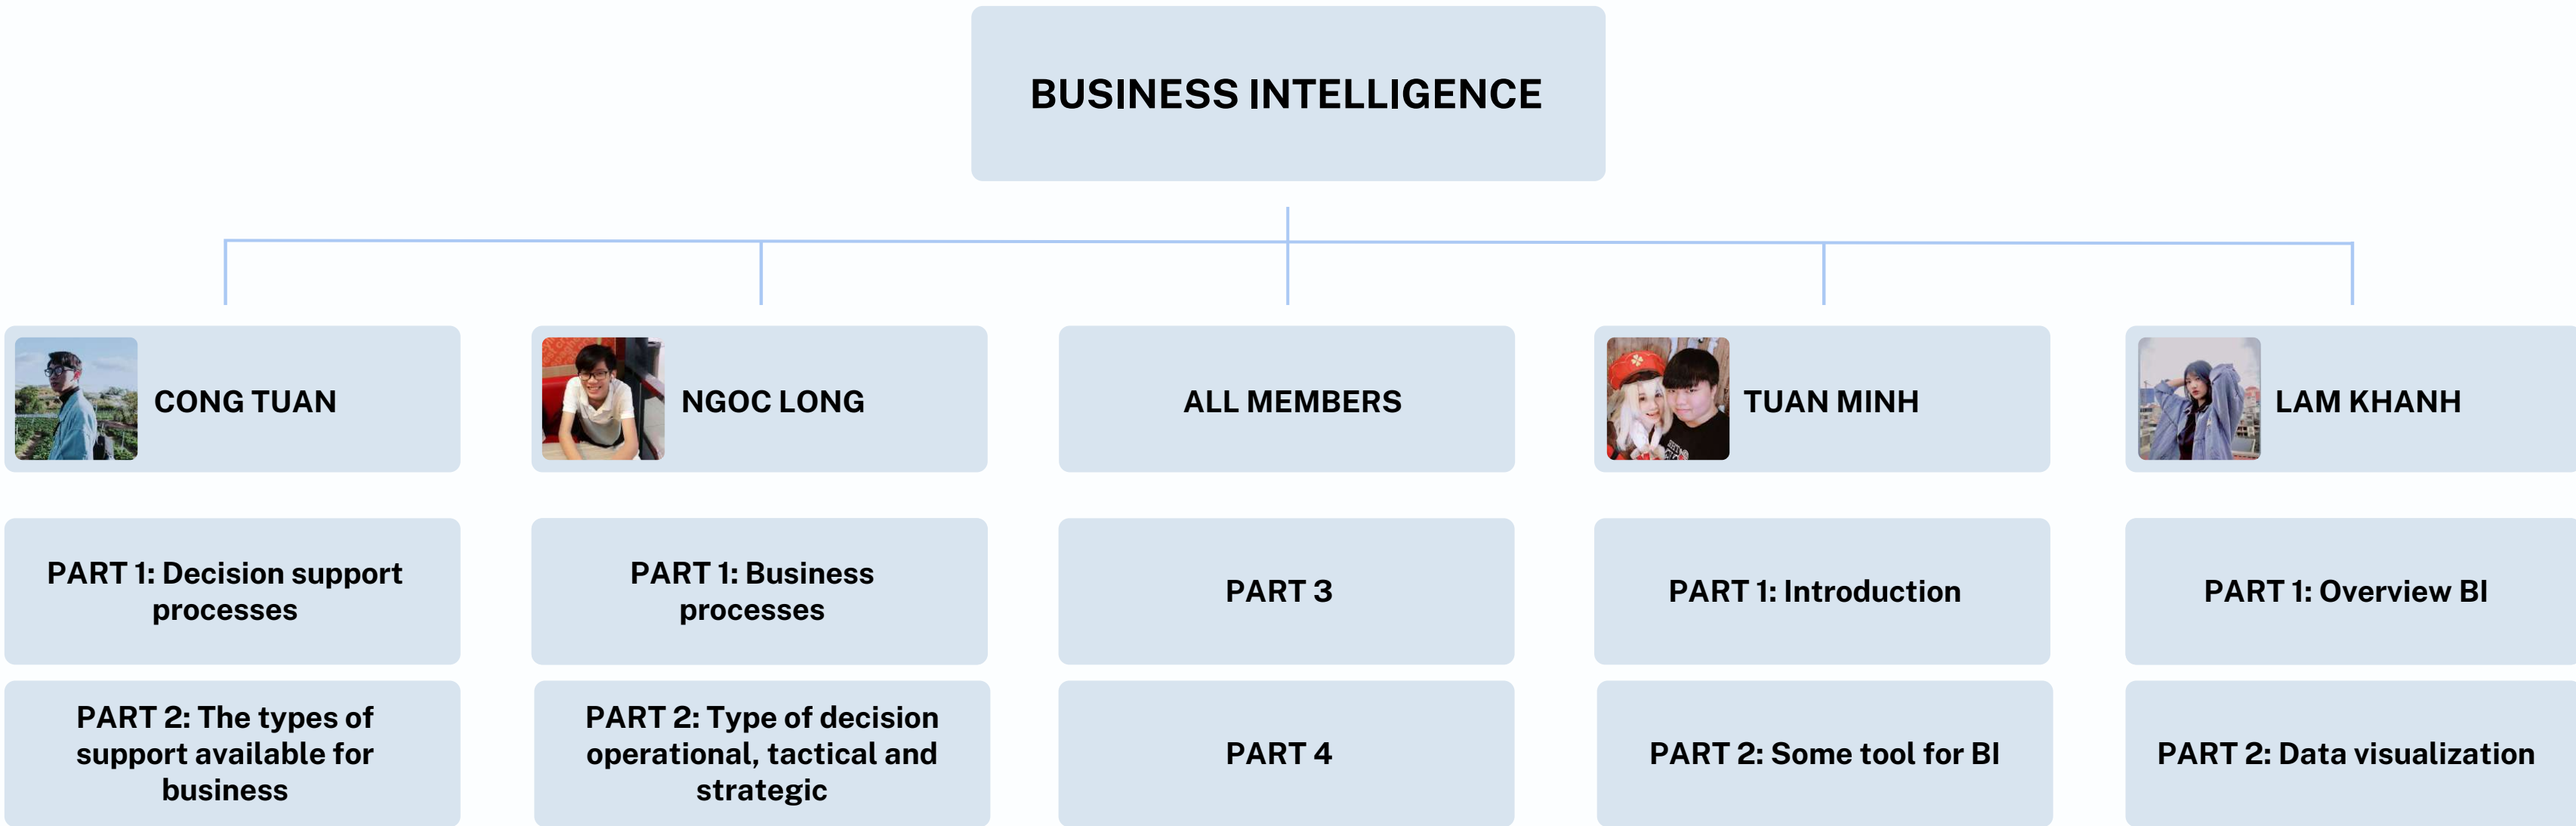 BUSINESS INTELLIGENCE
CONG TUAN
NGOC LONG
ALL MEMBERS
TUAN MINH
LAM KHANH
PART 1: Decision support
processes
PART 1: Business
processes
PART 3
PART 1: Introduction
PART 1: Overview BI
PART 2: The types of
support available for
business
PART 2: Type of decision
operational, tactical and
strategic
PART 4
PART 2: Some tool for BI
PART 2: Data visualization